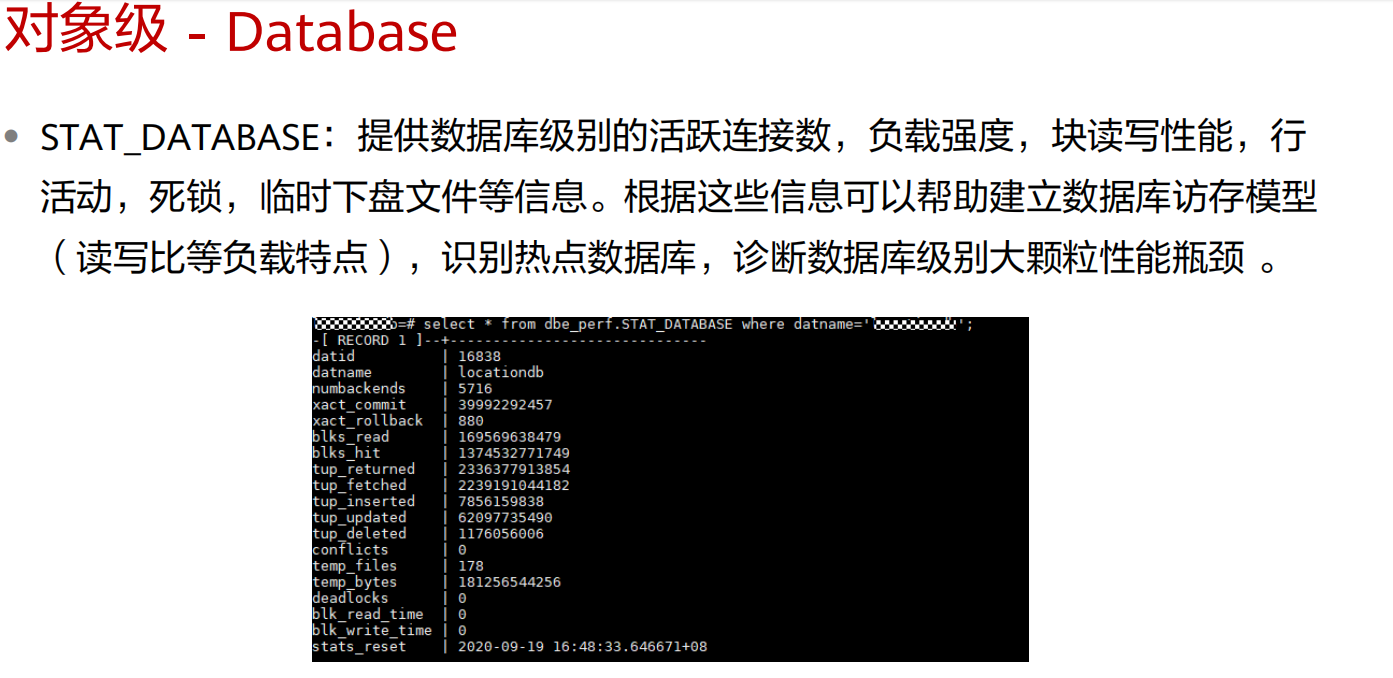 对象级 - Database
• STAT_DATABASE：提供数据库级别的活跃连接数，负载强度，块读写性能，行
活动，死锁，临时下盘文件等信息。根据这些信息可以帮助建立数据库访存模型
（读写比等负载特点），识别热点数据库，诊断数据库级别大颗粒性能瓶颈 。
=# select * from dbe_perf.STAT_DATABASE where datname='';
-[ RECORD 1 ]--+------------------------------
datid | 16838
datname | locationdb
numbackends | 5716
xact_commit | 39992292457
xact_rollback | 880
blks_read | 169569638479
blks_hit | 1374532771749
tup_returned | 2336377913854
tup_fetched | 2239191044182
tup_inserted | 7856159838
tup_updated | 62097735490
tup_deleted | 1176056006
conflicts | 0
temp_files | 178
temp_bytes | 181256544256
deadlocks | 0
blk_read_time | 0
blk_write_time | 0
stats_reset | 2020-09-19 16:48:33.646671+08